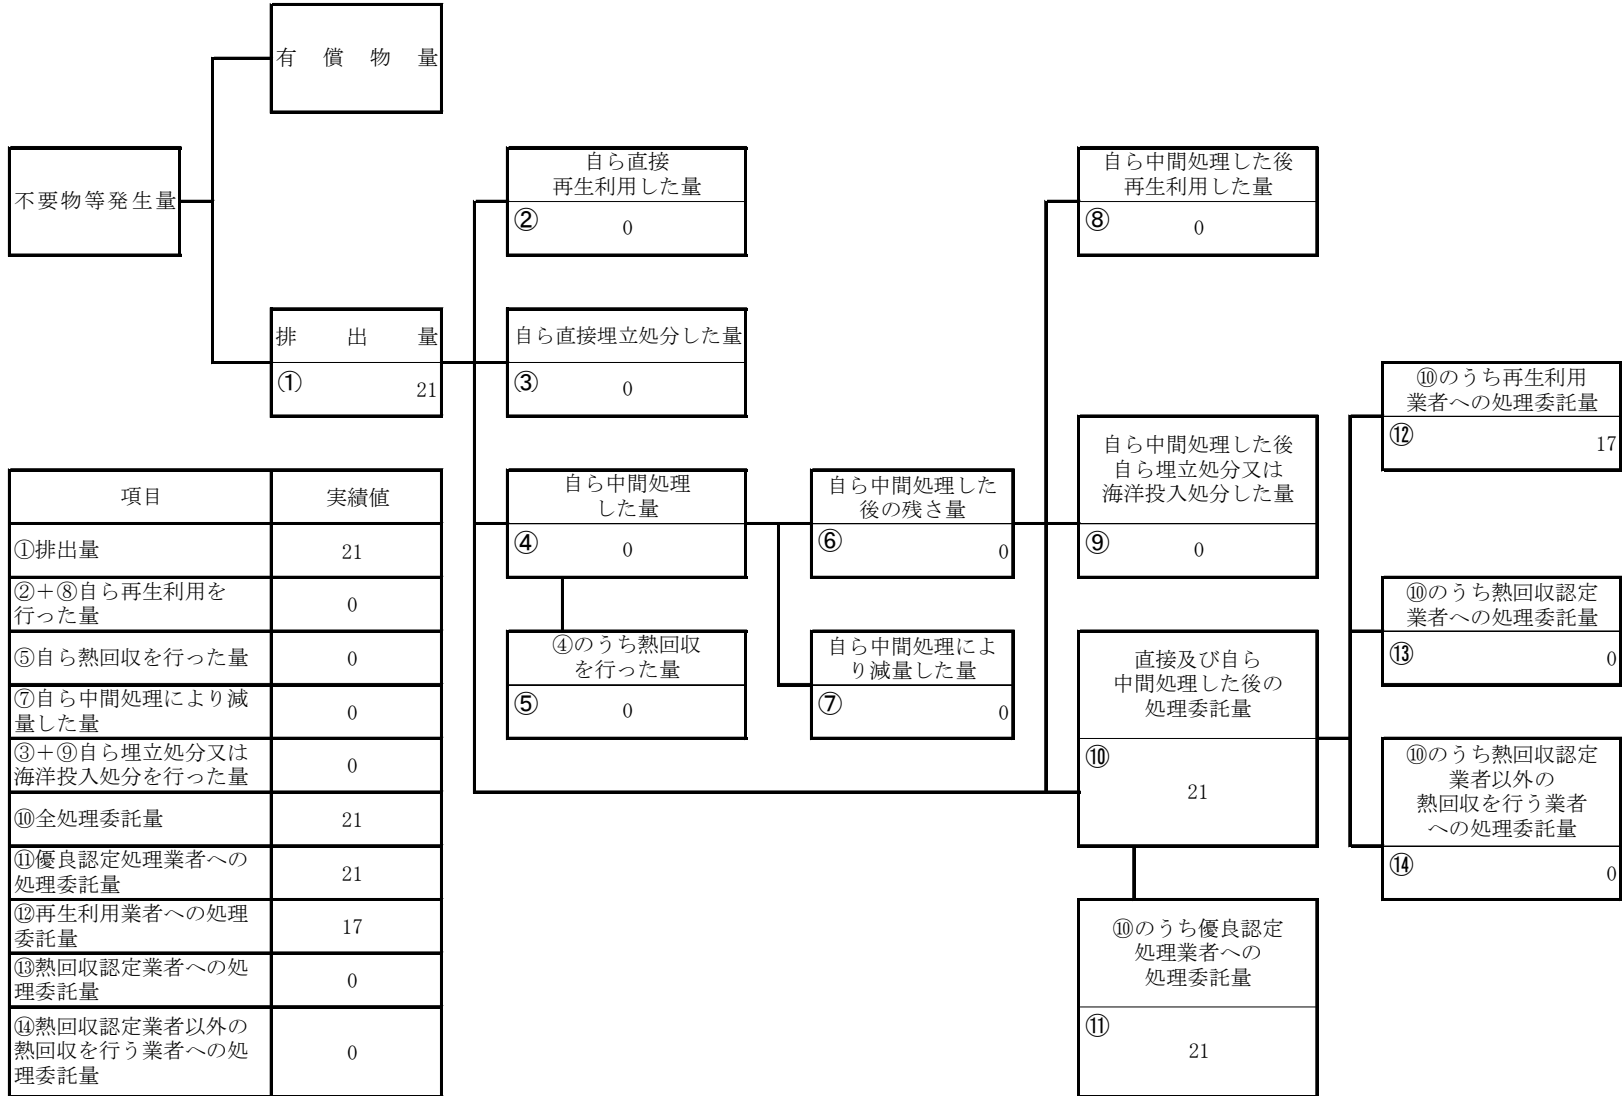 有償物量
不要物等発生量
排出量
①
21
自ら直接
再生利用した量
②
0
自ら直接埋立処分した量
③
0
自ら中間処理
した量
④
0
④のうち熱回収
を行った量
⑤
0
自ら中間処理した
後の残さ量
⑥
0
自ら中間処理によ
り減量した量
⑦
0
自ら中間処理した後
再生利用した量
⑧
0
自ら中間処理した後
自ら埋立処分又は
海洋投入処分した量
⑨
0
直接及び自ら
中間処理した後の
処理委託量
⑩
21
⑩のうち優良認定
処理業者への
処理委託量
⑪
21
⑩のうち再生利用
業者への処理委託量
⑫
17
⑩のうち熱回収認定
業者への処理委託量
⑬
0
⑩のうち熱回収認定
業者以外の
熱回収を行う業者
への処理委託量
⑭
0
項目 実績値
①排出量 21
②＋⑧自ら再生利用を
行った量
0
⑤自ら熱回収を行った量 0
⑦自ら中間処理により減
量した量
0
③＋⑨自ら埋立処分又は
海洋投入処分を行った量
0
⑩全処理委託量 21
⑪優良認定処理業者への
処理委託量
21
⑫再生利用業者への処理
委託量
17
⑬熱回収認定業者への処
理委託量
0
⑭熱回収認定業者以外の
熱回収を行う業者への処
理委託量
0